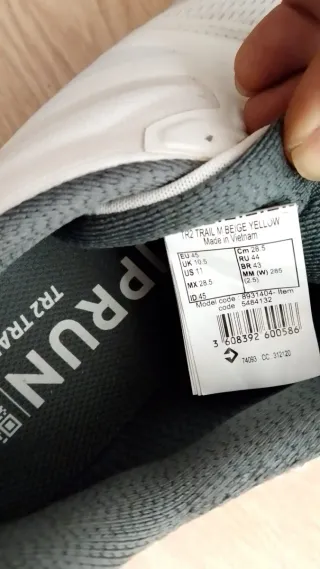 TR2 TRAIL M BEIGE YELLOW
Made in Vietnam
EU 45
UK 10.5
US 11
MX 28.5
ID 45
Cm 28.5
RU 44
BR 43
MM (W) 285
(2.5)
Model code 8931404- Item
code 5484132
3 608392 600586
74093 CC 312120
MPRUN
TR2 TRA